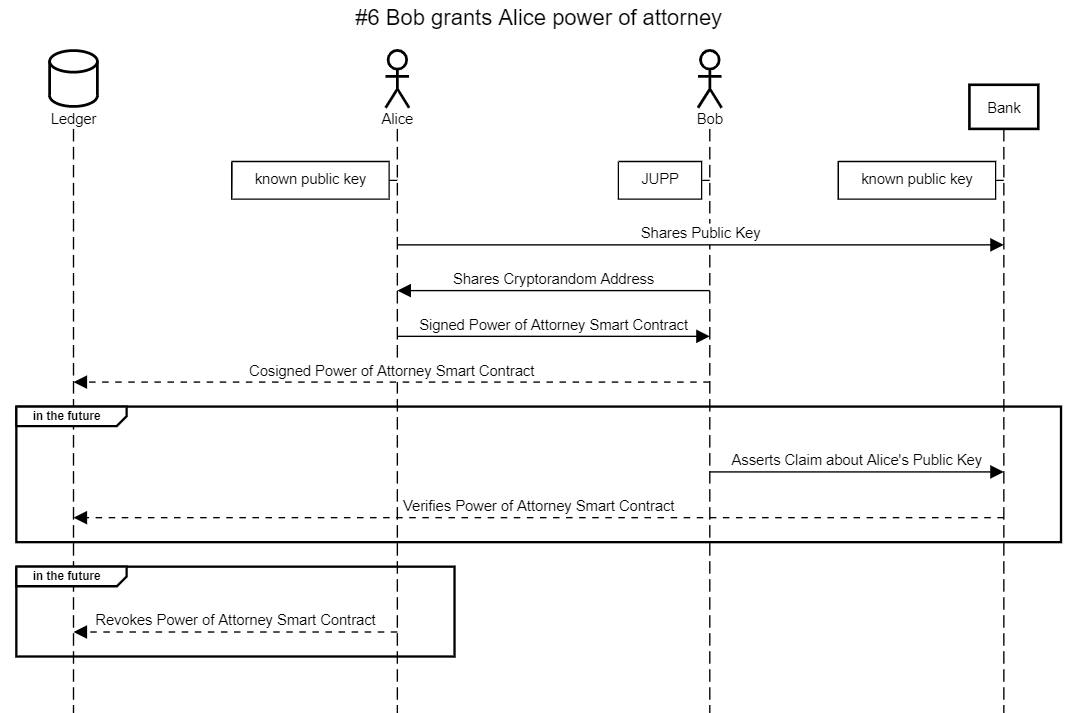 #6 Bob grants Alice power of attorney
Ledger
Alice
Bob
Bank
known public key
JUPP
known public key
Shares Public Key
Shares Cryptorandom Address
Signed Power of Attorney Smart Contract
Cosigned Power of Attorney Smart Contract
in the future
Asserts Claim about Alice's Public Key
Verifies Power of Attorney Smart Contract
in the future
Revokes Power of Attorney Smart Contract